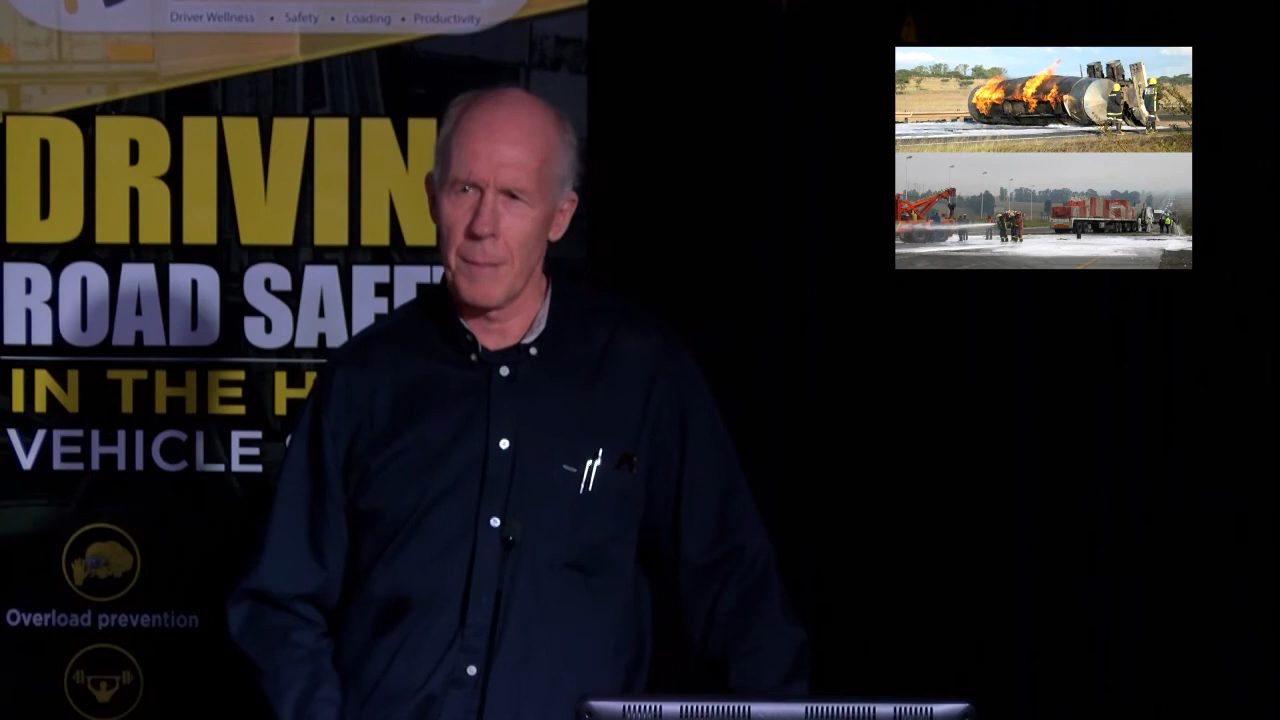 Driver Wellness • Safety • Loading • Productivity
DRIVIN
ROAD SAFE
IN THE H
VEHICLE
Overload prevention